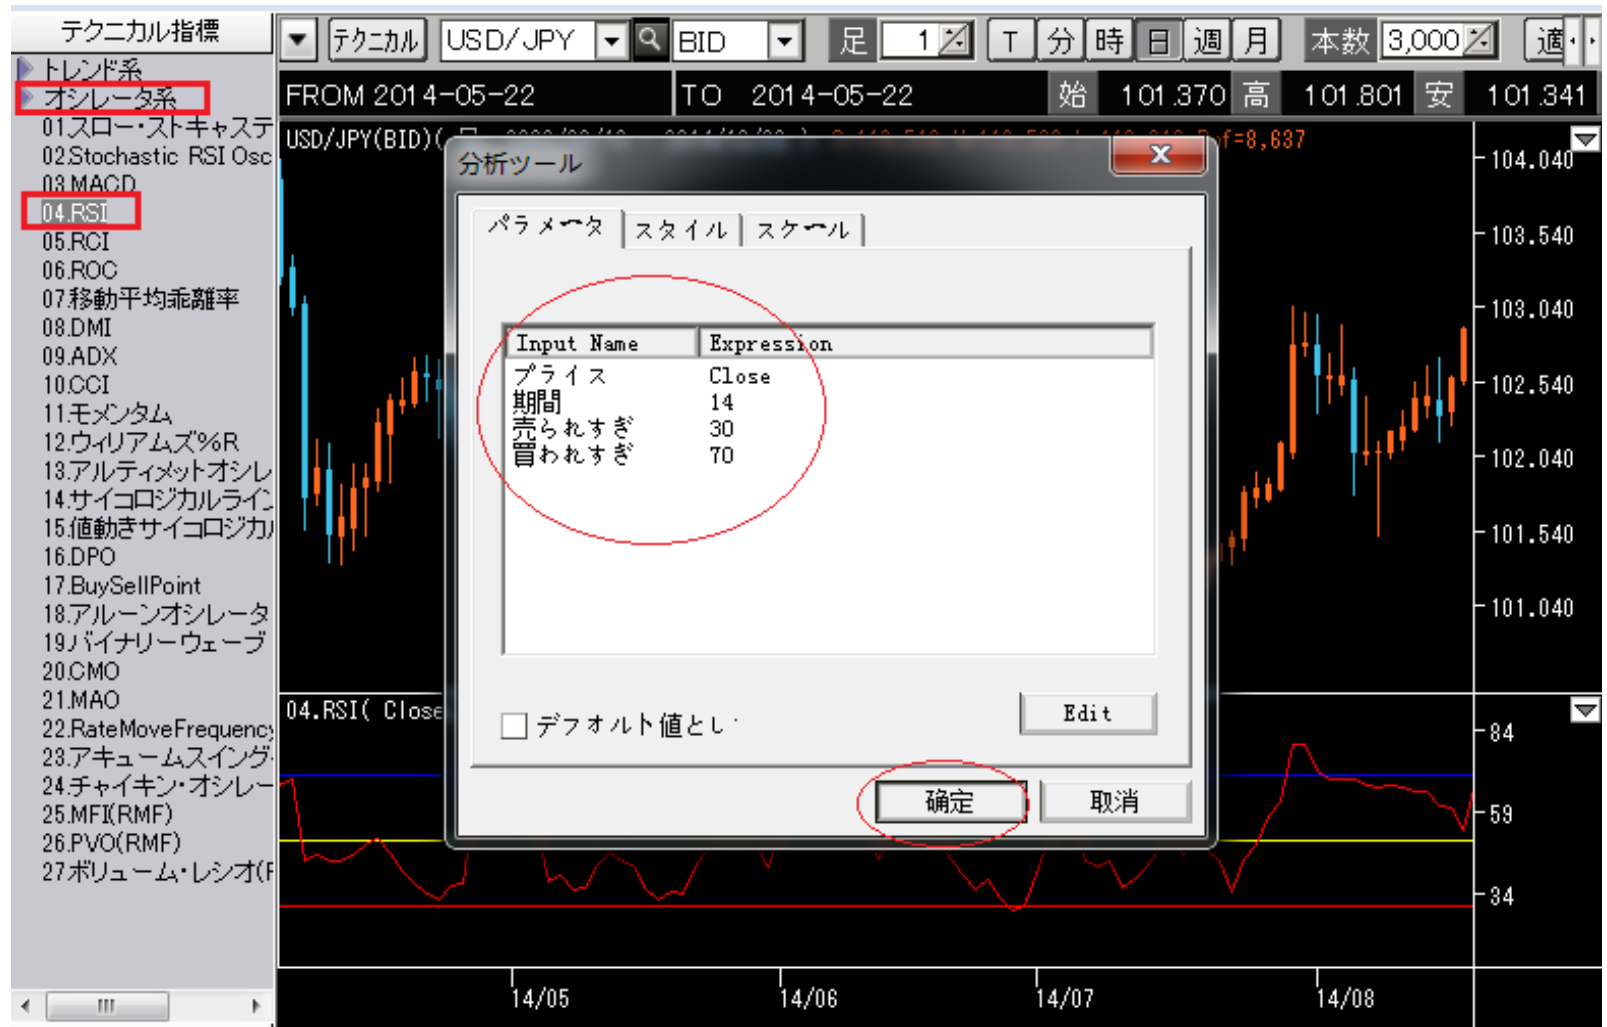 テクニカル指標
トレンド系
オシレータ系
01.スロー・ストキャステ
02.Stochastic RSI Osc
03.MACD
04.RSI
05.RCI
06.ROC
07.移動平均乖離率
08.DMI
09.ADX
10.CCI
11.モメンタム
12.ウィリアムズ%R
13.アルティメットオシレ
14.サイコロジカルライン
15.値動きサイコロジカル
16.DPO
17.BuySellPoint
18.アルーンオシレータ
19.バイナリーウェーブ
20.CMO
21.MAO
22.RateMoveFrequency
23.アキュームスイング
24.チャイキン・オシレー
25.MFI(RMF)
26.PVO(RMF)
27.ボリューム・レシオ(F
テクニカル USD/JPY BID 足 1 T 分 時 日 週 月 本数 3,000 適
FROM 2014-05-22 TO 2014-05-22 始 101.370 高 101.801 安 101.341
USD/JPY(BID)( f=8,637
分析ツール
パラメータ スタイル スケール
Input Name Expression
プライス Close
期間 14
売られすぎ 30
買われすぎ 70
デフォルト値とし
Edit
确定 取消
104.040
103.540
103.040
102.540
102.040
101.540
101.040
04.RSI( Close
84
59
34
14/05 14/06 14/07 14/08